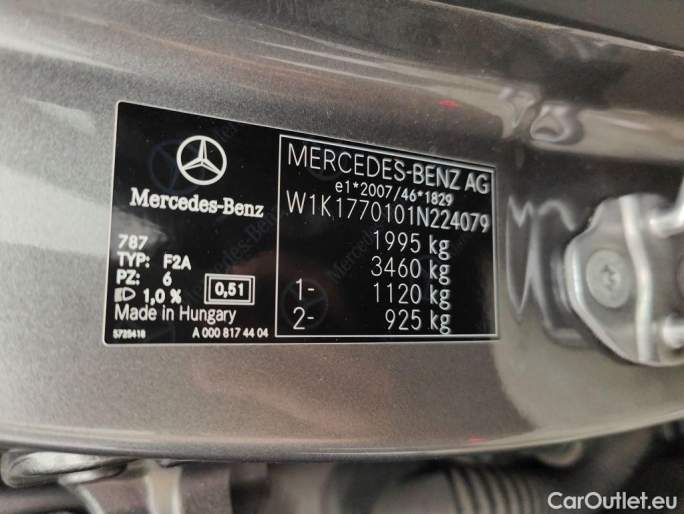 Mercedes-Benz
787
TYP: F2A
PZ: 6
1,0 % 0,51
Made in Hungary
5725418 A 000 817 44 04
MERCEDES-BENZ AG
e1*2007/46*1829
W1K1770101N224079
1995 kg
3460 kg
1- 1120 kg
2- 925 kg
CarOutlet.eu